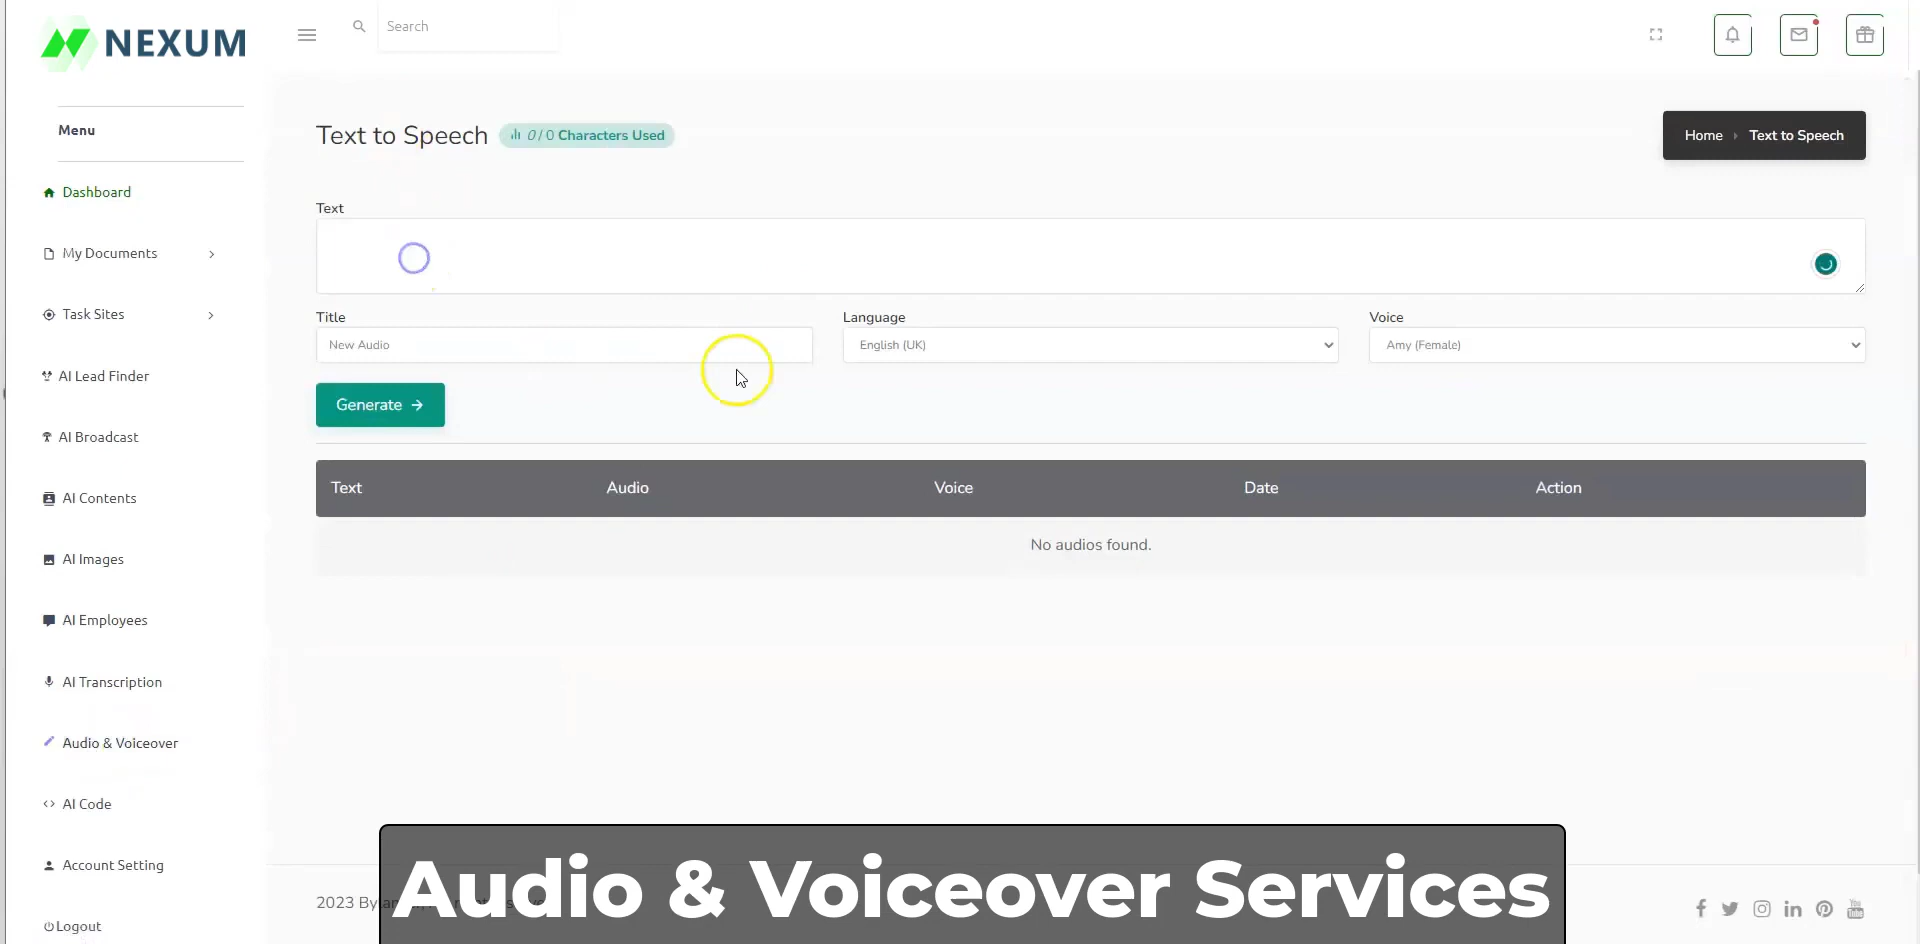 NEXUM
Search
Menu
Dashboard
My Documents
Task Sites
AI Lead Finder
AI Broadcast
AI Contents
AI Images
AI Employees
AI Transcription
Audio & Voiceover
AI Code
Account Setting
Logout
Text to Speech
0 / 0 Characters Used
Home Text to Speech
Text
Title
New Audio
Language
English (UK)
Voice
Amy (Female)
Generate
Text Audio Voice Date Action
No audios found.
2023
Audio & Voiceover Services
You Tube